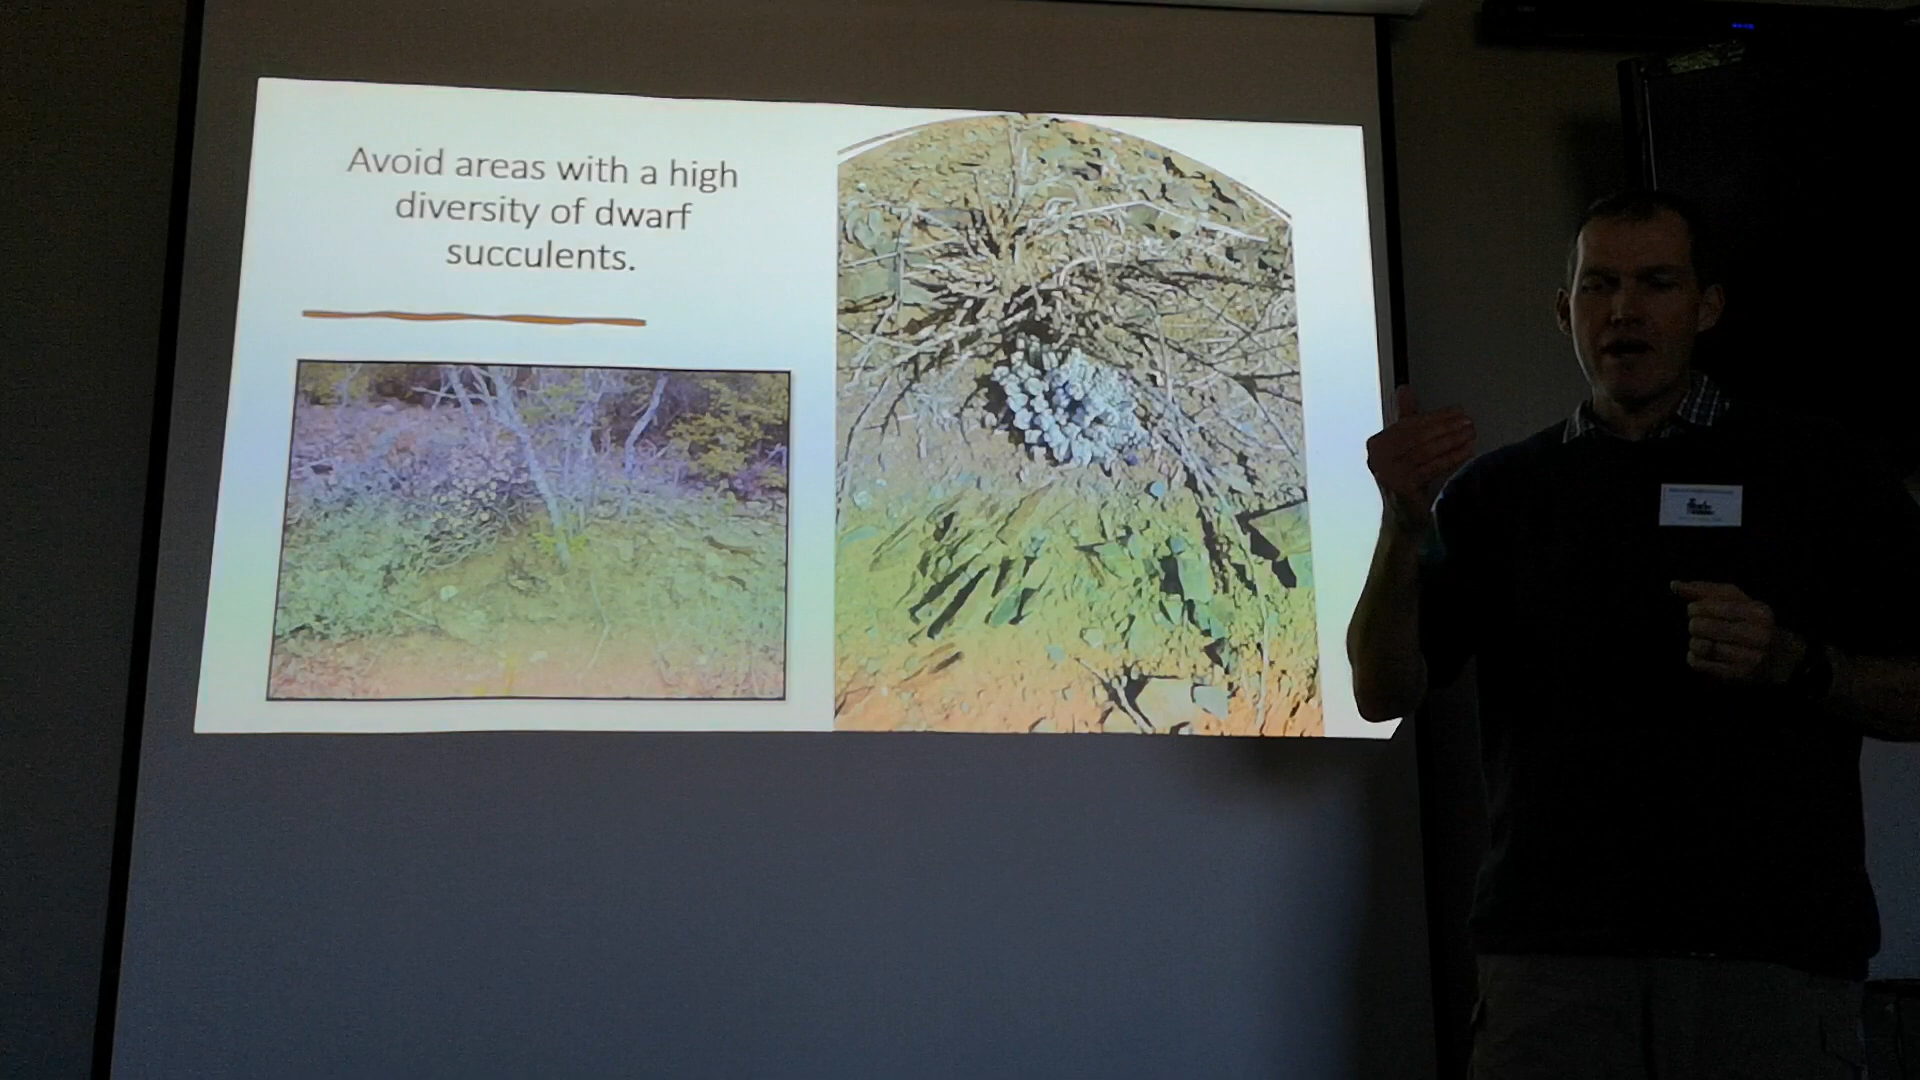 Avoid areas with a high
diversity of dwarf
succulents.